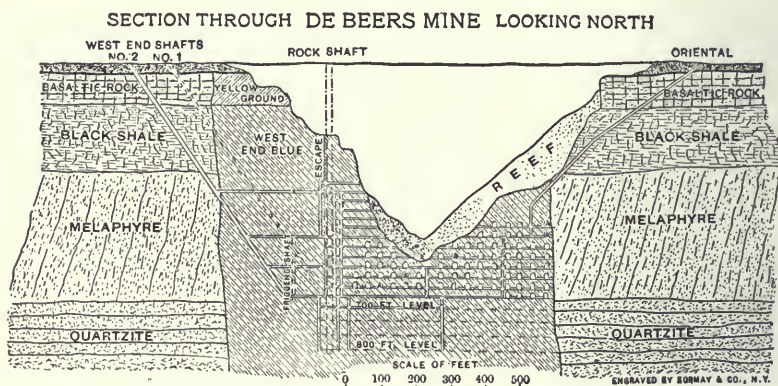 SECTION THROUGH DE BEERS MINE LOOKING NORTH
WEST END SHAFTS
NO. 2 NO. 1
ROCK SHAFT
ORIENTAL
BASALTIC ROCK
YELLOW
GROUND
BASALTIC ROCK
BLACK SHALE
WEST
END BLUE
ESCAPE
REEF
BLACK SHALE
MELAPHYRE
MELAPHYRE
FRIGGENS SHAFT
700 FT. LEVEL
QUARTZITE
800 FT. LEVEL
QUARTZITE
SCALE OF FEET
0 100 200 300 400 500
ENGRAVED BY BORMAY & CO., N.Y.